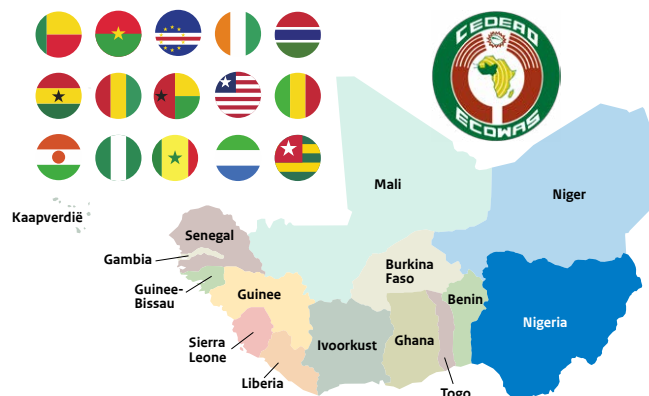 CEDEAO
ECOWAS
Mali
Niger
Kaapverdië
Senegal
Gambia
Burkina
Faso
Guinee-
Bissau
Guinee
Benin
Nigeria
Sierra
Leone
Ivoorkust
Ghana
Liberia
Togo